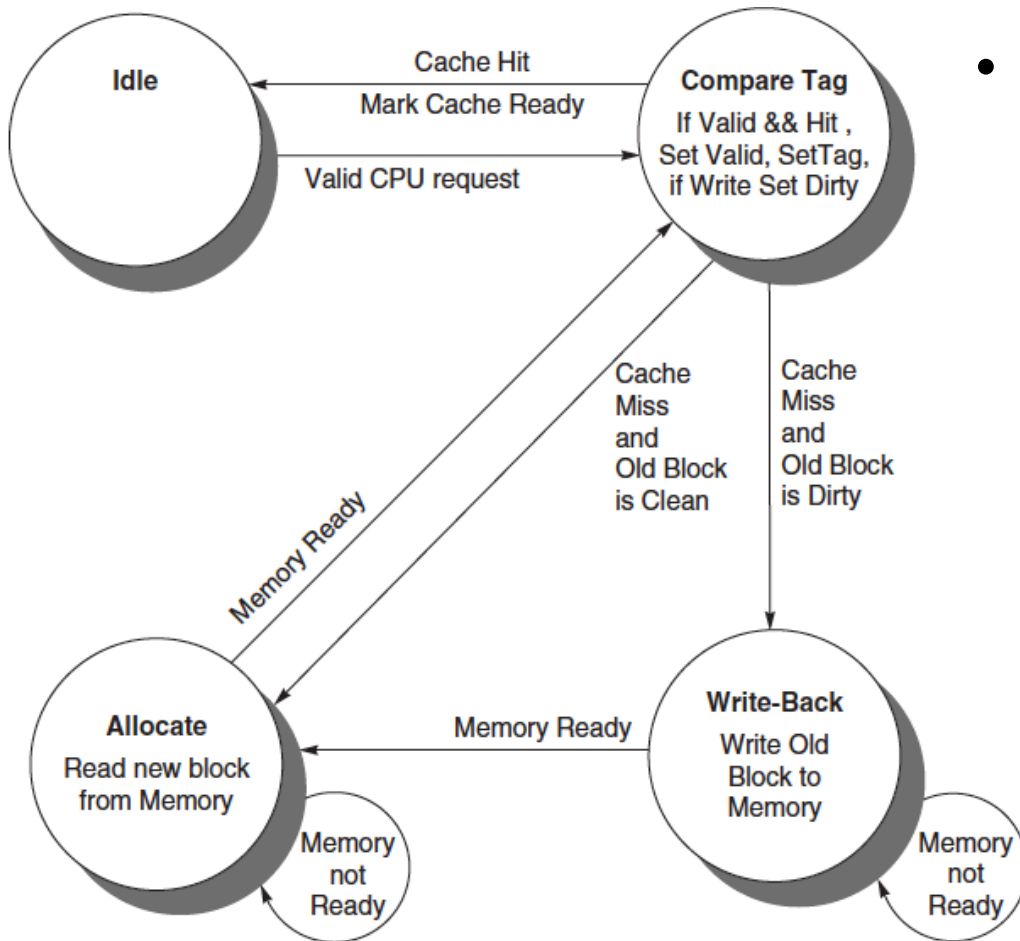 Idle
Cache Hit
Mark Cache Ready
Valid CPU request
Compare Tag
If Valid && Hit ,
Set Valid, SetTag,
if Write Set Dirty
Cache
Miss
and
Old Block
is Clean
Cache
Miss
and
Old Block
is Dirty
Memory Ready
Allocate
Read new block
from Memory
Memory
not
Ready
Memory Ready
Write-Back
Write Old
Block to
Memory
Memory
not
Ready